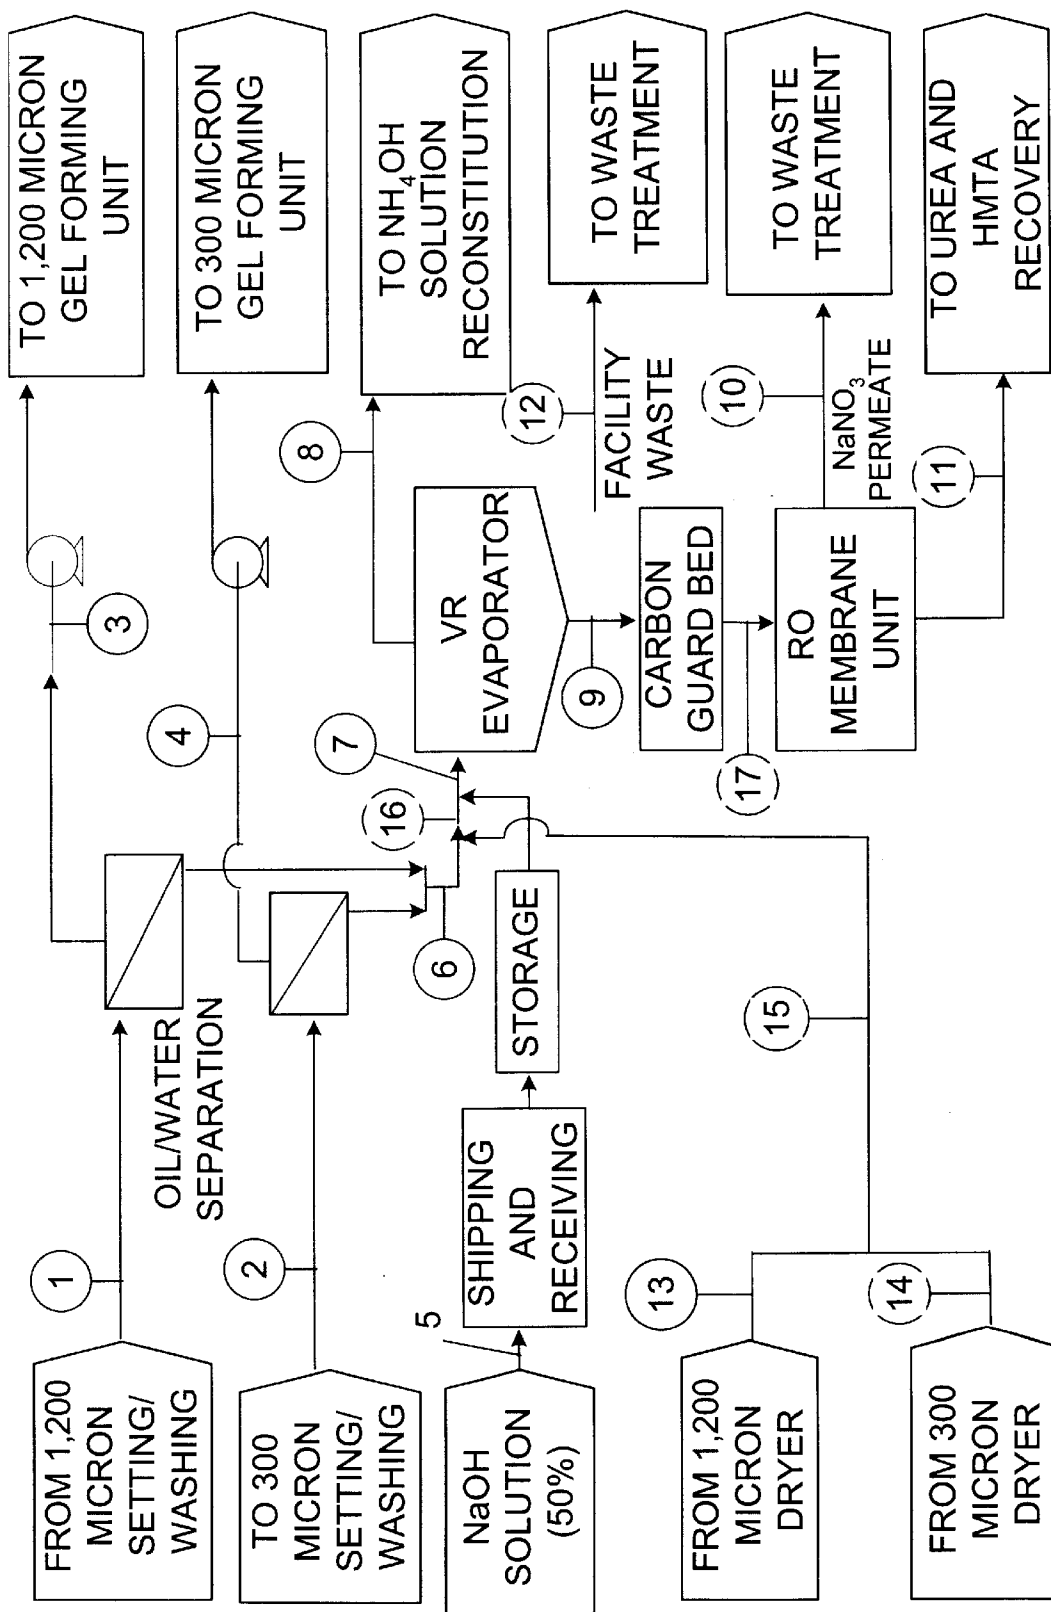 FROM 1,200
MICRON
SETTING/
WASHING
1
OIL/WATER
SEPARATION
3
TO 1,200 MICRON
GEL FORMING
UNIT
TO 300
MICRON
SETTING/
WASHING
2
4
TO 300 MICRON
GEL FORMING
UNIT
NaOH
SOLUTION
(50%)
5
SHIPPING
AND
RECEIVING
STORAGE
6
16
7
VR
EVAPORATOR
8
TO NH₄OH
SOLUTION
RECONSTITUTION
9
12
FACILITY
WASTE
TO WASTE
TREATMENT
CARBON
GUARD BED
17
RO
MEMBRANE
UNIT
10
NaNO₃
PERMEATE
TO WASTE
TREATMENT
11
TO UREA AND
HMTA
RECOVERY
FROM 1,200
MICRON
DRYER
13
15
FROM 300
MICRON
DRYER
14